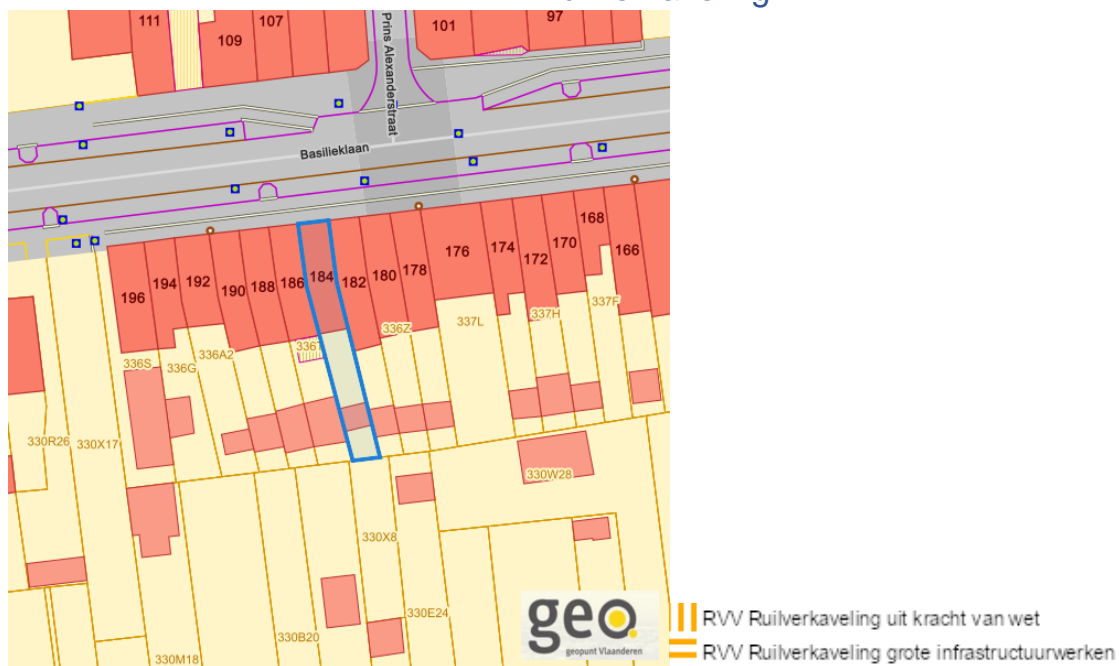 111
109
107
101
97
Prins Alexanderstraat
Basilieklaan
196
194
192
190
188
186
184
182
180
178
176
174
172
170
168
166
336S
336G
336A2
336Z
337L
337H
337F
330R26
330X17
330W28
330X8
330E24
330B20
330M18
geo.
geopunt Vlaanderen
RVV Ruilverkaveling uit kracht van wet
RVV Ruilverkaveling grote infrastructuurwerken